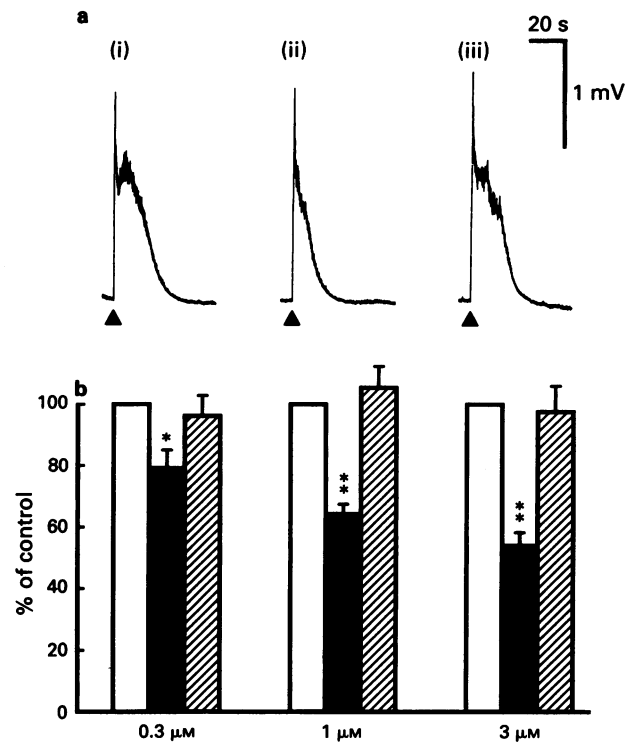 a
20 s
(i) (ii) (iii)
1 mV
b
100
80
60
40
20
0
% of control
*
**
**
0.3 μM 1 μM 3 μM